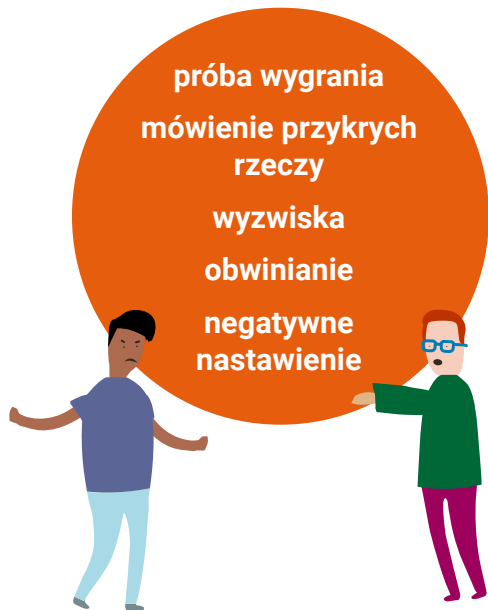 próba wygrania
mówienie przykrych
rzeczy
wyzwiska
obwinianie
negatywne
nastawienie